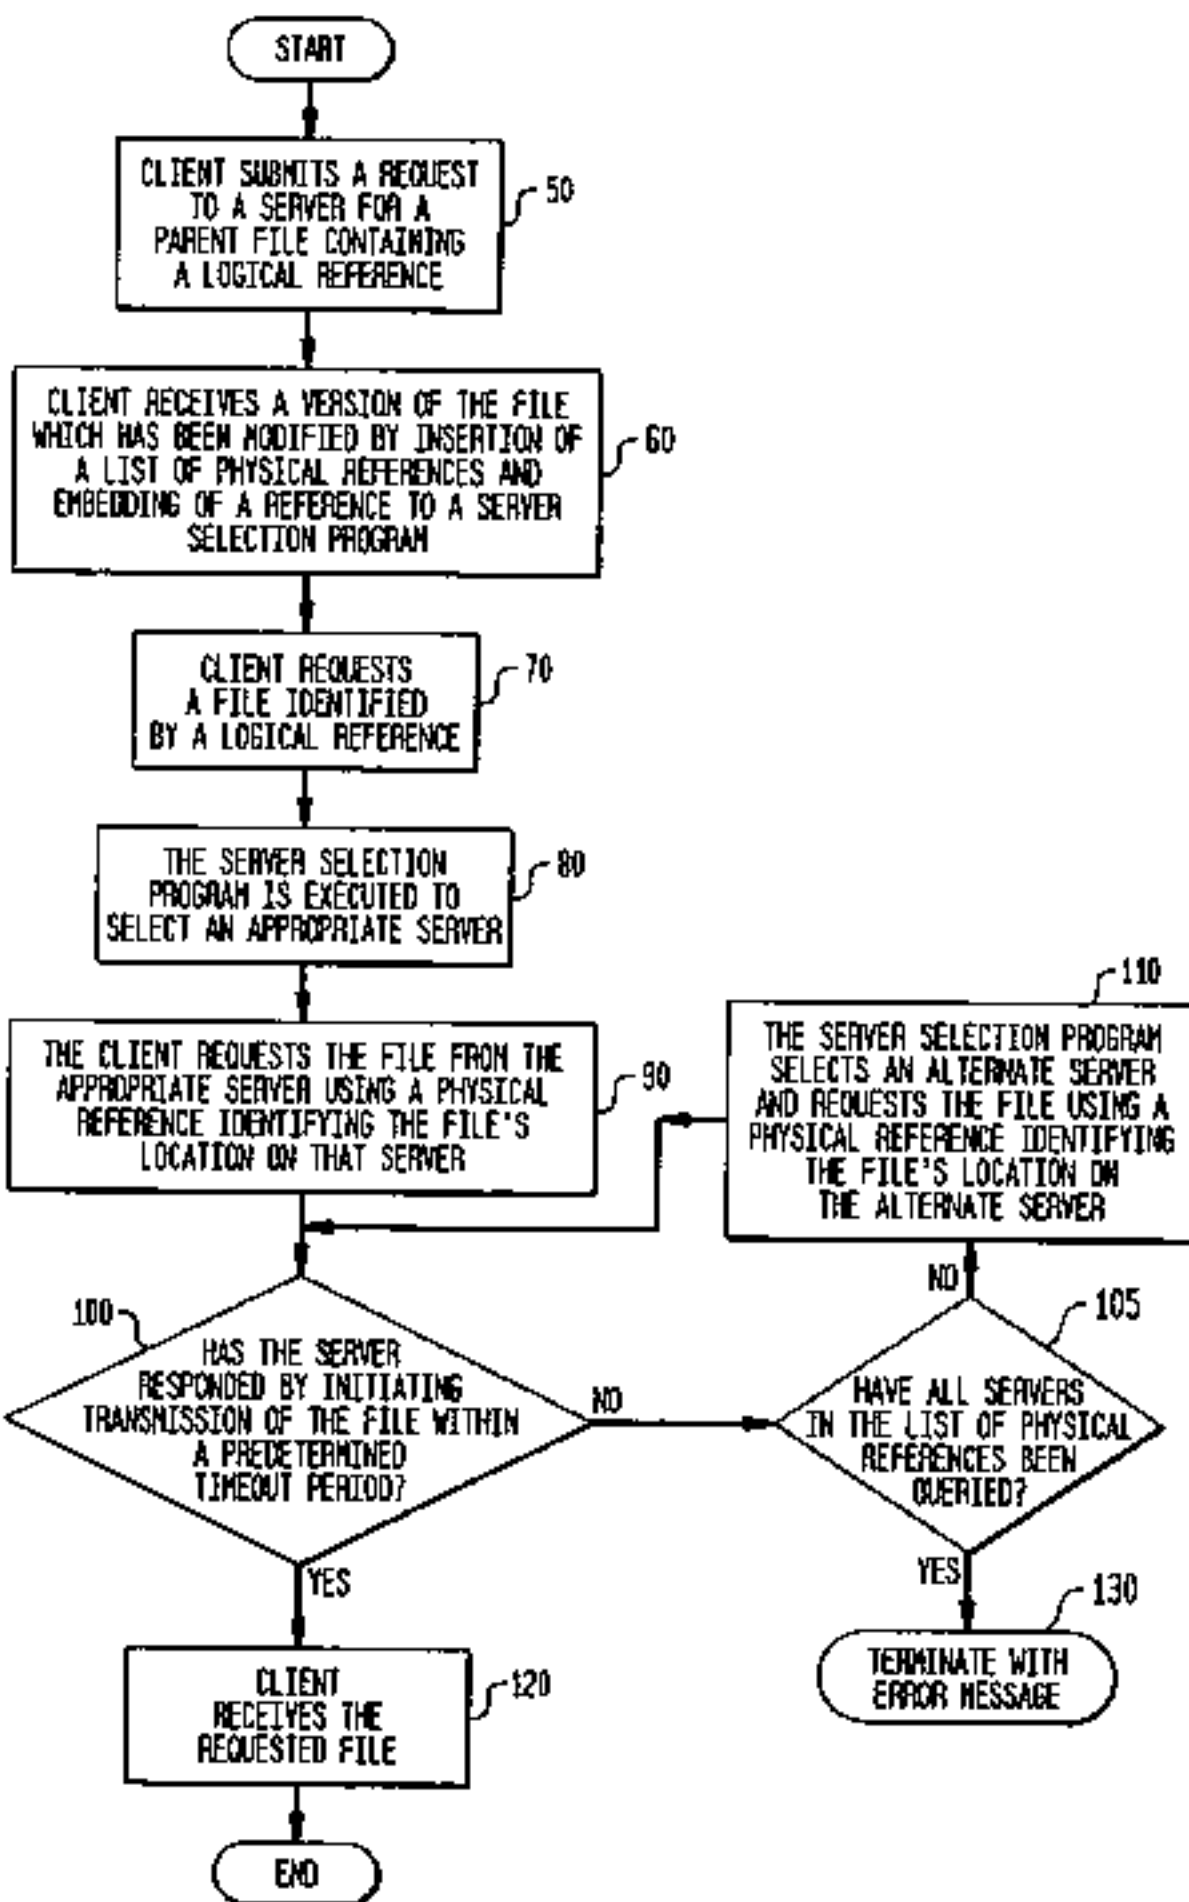 START
CLIENT SUBMITS A REQUEST
TO A SERVER FOR A
PARENT FILE CONTAINING
A LOGICAL REFERENCE
50
CLIENT RECEIVES A VERSION OF THE FILE
WHICH HAS BEEN MODIFIED BY INSERTION OF
A LIST OF PHYSICAL REFERENCES AND
EMBEDDING OF A REFERENCE TO A SERVER
SELECTION PROGRAM
60
CLIENT REQUESTS
A FILE IDENTIFIED
BY A LOGICAL REFERENCE
70
THE SERVER SELECTION
PROGRAM IS EXECUTED TO
SELECT AN APPROPRIATE SERVER
80
THE CLIENT REQUESTS THE FILE FROM THE
APPROPRIATE SERVER USING A PHYSICAL
REFERENCE IDENTIFYING THE FILE'S
LOCATION ON THAT SERVER
90
110
THE SERVER SELECTION PROGRAM
SELECTS AN ALTERNATE SERVER
AND REQUESTS THE FILE USING A
PHYSICAL REFERENCE IDENTIFYING
THE FILE'S LOCATION ON
THE ALTERNATE SERVER
100
HAS THE SERVER
RESPONDED BY INITIATING
TRANSMISSION OF THE FILE WITHIN
A PREDETERMINED
TIMEOUT PERIOD?
NO
NO
105
HAVE ALL SERVERS
IN THE LIST OF PHYSICAL
REFERENCES BEEN
QUERIED?
YES
YES
130
TERMINATE WITH
ERROR MESSAGE
CLIENT
RECEIVES THE
REQUESTED FILE
120
END